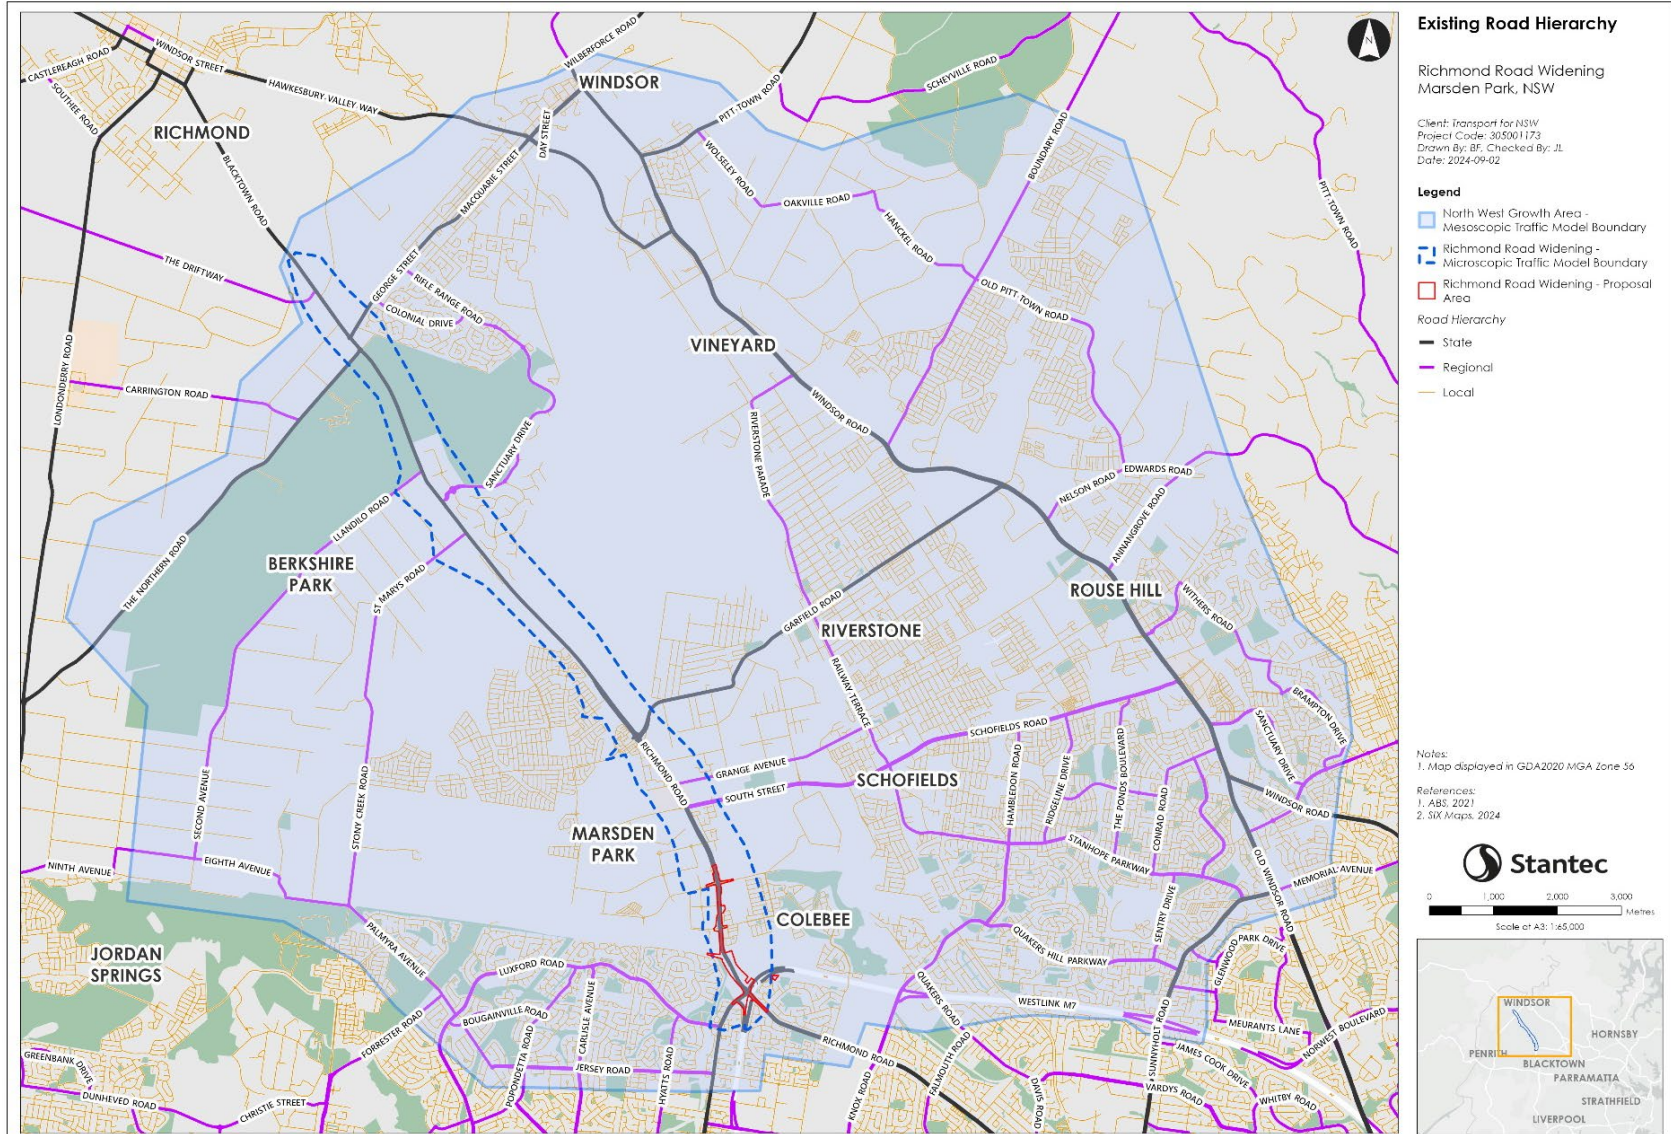 Existing Road Hierarchy
Richmond Road Widening
Marsden Park, NSW
Client: Transport for NSW
Project Code: 305001173
Drawn By: BF, Checked By: JL
Date: 2024-09-02
Legend
North West Growth Area -
Mesoscopic Traffic Model Boundary
Richmond Road Widening -
Microscopic Traffic Model Boundary
Richmond Road Widening - Proposal
Area
Road Hierarchy
State
Regional
Local
Notes:
1. Map displayed in GDA2020 MGA Zone 56
References:
1. ABS, 2021
2. SIX Maps, 2024
Stantec
0 1,000 2,000 3,000
Metres
Scale at A3: 1:65,000
WINDSOR
HORNSBY
PENRITH
BLACKTOWN
PARRAMATTA
STRATHFIELD
LIVERPOOL
N
CASTLEREAGH ROAD
WINDSOR STREET
SOUTHEE ROAD
HAWKESBURY VALLEY WAY
WILBERFORCE ROAD
WINDSOR
RICHMOND
BLACKTOWN ROAD
DAY STREET
MACQUARIE STREET
PITT TOWN ROAD
SCHEYVILLE ROAD
WOLSELEY ROAD
OAKVILLE ROAD
HANCKEL ROAD
BOUNDARY ROAD
PITT TOWN ROAD
THE DRIFTWAY
GEORGE STREET
RIFLE RANGE ROAD
COLONIAL DRIVE
OLD PITT TOWN ROAD
LONDONDERRY ROAD
CARRINGTON ROAD
VINEYARD
WINDSOR ROAD
RIVERSTONE PARADE
SANCTUARY DRIVE
LLANDILO ROAD
THE NORTHERN ROAD
BERKSHIRE
PARK
ST MARYS ROAD
NELSON ROAD
EDWARDS ROAD
ANNANGROVE ROAD
ROUSE HILL
WITHERS ROAD
GARFIELD ROAD
RIVERSTONE
RAILWAY TERRACE
BRAMPTON DRIVE
SANCTUARY DRIVE
SCHOFIELDS ROAD
RICHMOND ROAD
GRANGE AVENUE
SOUTH STREET
SCHOFIELDS
HAMBLEDON ROAD
RIDGELINE DRIVE
THE PONDS BOULEVARD
CONRAD ROAD
WINDSOR ROAD
SECOND AVENUE
STONY CREEK ROAD
MARSDEN
PARK
STANHOPE PARKWAY
OLD WINDSOR ROAD
MEMORIAL AVENUE
NINTH AVENUE
EIGHTH AVENUE
COLEBEE
SENTRY DRIVE
QUAKERS HILL PARKWAY
GLENWOOD PARK DRIVE
JORDAN
SPRINGS
PALMYRA AVENUE
LUXFORD ROAD
BOUGAINVILLE ROAD
CARLISLE AVENUE
QUAKERS ROAD
WESTLINK M7
SUNNYHOLT ROAD
MEURANTS LANE
NORWEST BOULEVARD
FORRESTER ROAD
POPONDETTA ROAD
JERSEY ROAD
HYATTS ROAD
RICHMOND ROAD
KNOX ROAD
FALMOUTH ROAD
DAVIS ROAD
JAMES COOK DRIVE
VARDYS ROAD
WHITBY ROAD
GREENBANK DRIVE
DUNHEVED ROAD
CHRISTIE STREET